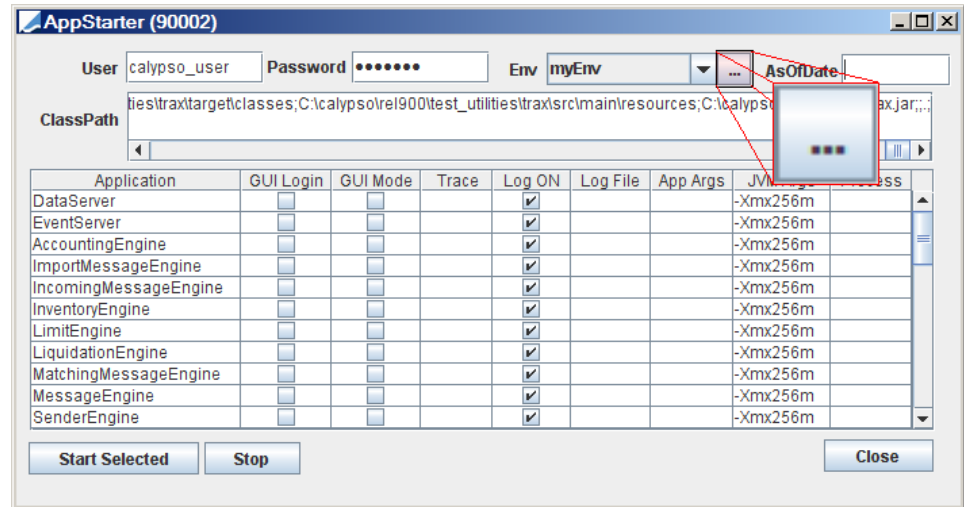 AppStarter (90002)
User calypso_user Password ••••••• Env myEnv ... AsOfDate
ClassPath ties\trax\target\classes;C:\calypso\rel900\test_utilities\trax\src\main\resources;C:\calypso ax.jar;;.;
...
Application GUI Login GUI Mode Trace Log ON Log File App Args
DataServer -Xmx256m
EventServer -Xmx256m
AccountingEngine -Xmx256m
ImportMessageEngine -Xmx256m
IncomingMessageEngine -Xmx256m
InventoryEngine -Xmx256m
LimitEngine -Xmx256m
LiquidationEngine -Xmx256m
MatchingMessageEngine -Xmx256m
MessageEngine -Xmx256m
SenderEngine -Xmx256m
Start Selected Stop Close